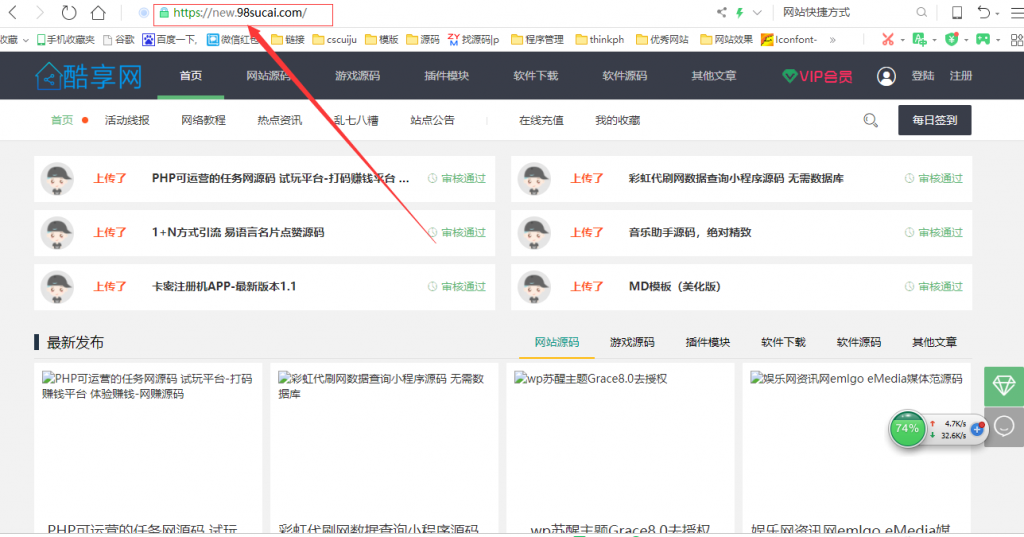 https://new.98sucai.com/
网站快捷方式
收藏 手机收藏夹 谷歌 百度一下, 微信红包 链接 cscuiju 模版 源码 找源码|p 程序管理 thinkph 优秀网站 网站效果 Iconfont- »
酷享网 首页 网站源码 游戏源码 插件模块 软件下载 软件源码 其他文章 VIP会员 登陆 注册
首页 活动线报 网络教程 热点资讯 乱七八糟 站点公告 在线充值 我的收藏 每日签到
上传了 PHP可运营的任务网源码 试玩平台-打码赚钱平台 ... 审核通过
上传了 彩虹代刷网数据查询小程序源码 无需数据库 审核通过
上传了 1+N方式引流 易语言名片点赞源码 审核通过
上传了 音乐助手源码，绝对精致 审核通过
上传了 卡密注册机APP-最新版本1.1 审核通过
上传了 MD模板（美化版） 审核通过
最新发布 网站源码 游戏源码 插件模块 软件下载 软件源码 其他文章
PHP可运营的任务网源码 试玩平台-打码
赚钱平台 体验赚钱-网赚源码
彩虹代刷网数据查询小程序源码 无需数
据库
wp苏醒主题Grace8.0去授权
娱乐网资讯网emlgo eMedia媒体范源码
74%
4.7K/s
32.6K/s
PHP可运营的任务网源码 试玩
彩虹代刷网数据查询小程序源码
wp苏醒主题Grace8.0去授权
娱乐网资讯网emlgo eMedia媒